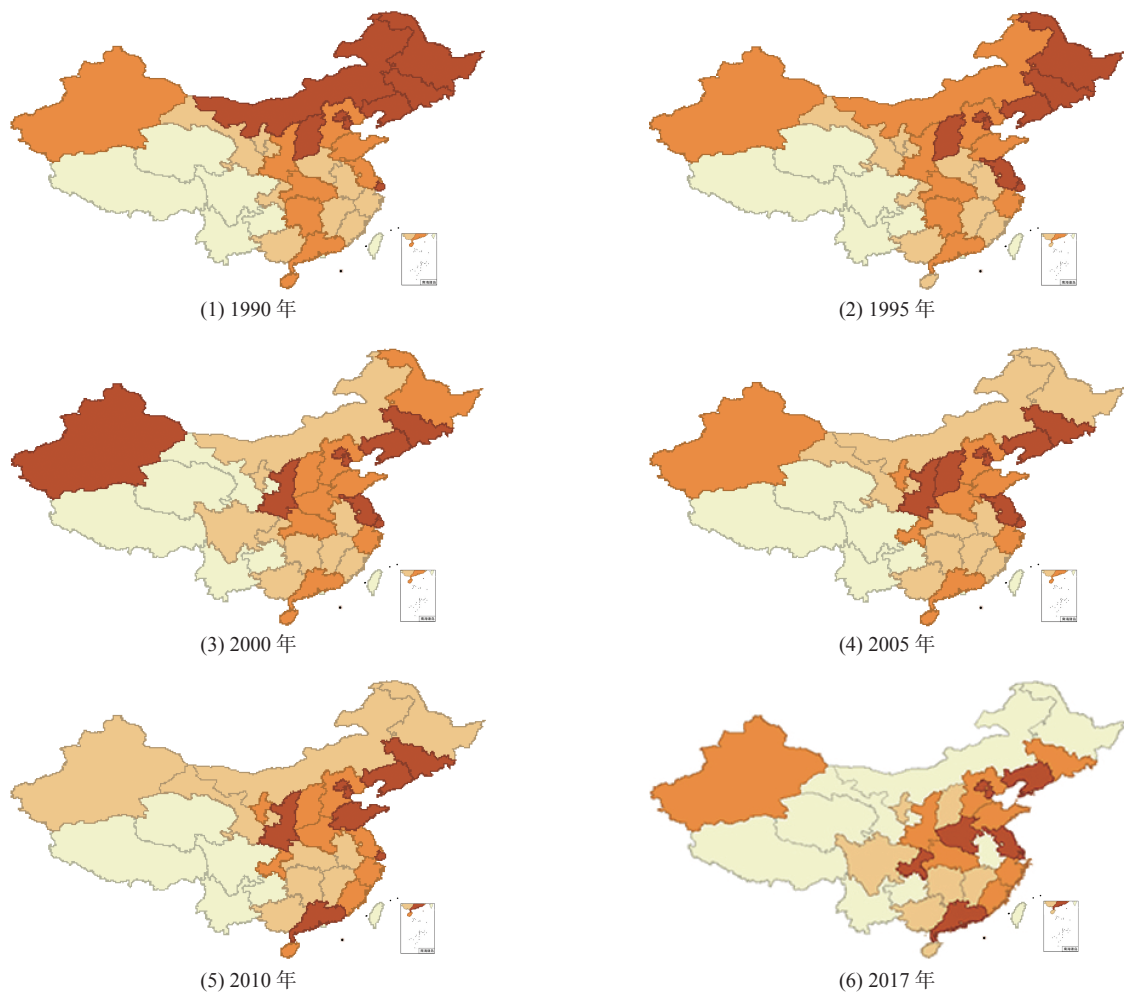 (1) 1990 年
(2) 1995 年
(3) 2000 年
(4) 2005 年
(5) 2010 年
(6) 2017 年